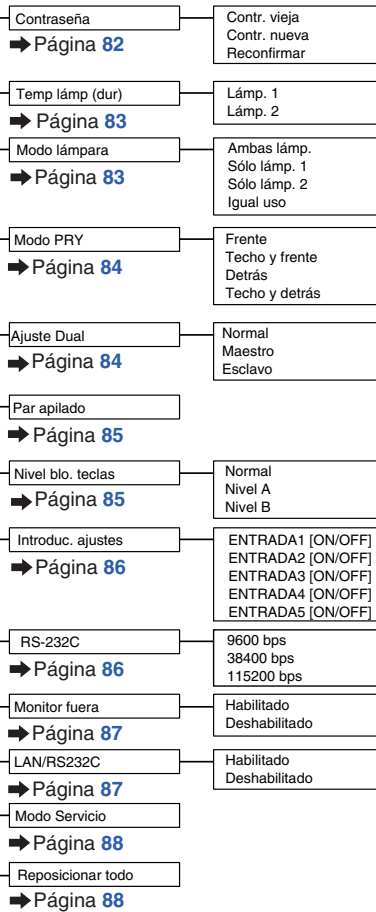 Contraseña
Página 82
Contr. vieja
Contr. nueva
Reconfirmar
Temp lámp (dur)
Página 83
Lámp. 1
Lámp. 2
Modo lámpara
Página 83
Ambas lámp.
Sólo lámp. 1
Sólo lámp. 2
Igual uso
Modo PRY
Página 84
Frente
Techo y frente
Detrás
Techo y detrás
Ajuste Dual
Página 84
Normal
Maestro
Esclavo
Par apilado
Página 85
Nivel blo. teclas
Página 85
Normal
Nivel A
Nivel B
Introduc. ajustes
Página 86
ENTRADA1 [ON/OFF]
ENTRADA2 [ON/OFF]
ENTRADA3 [ON/OFF]
ENTRADA4 [ON/OFF]
ENTRADA5 [ON/OFF]
RS-232C
Página 86
9600 bps
38400 bps
115200 bps
Monitor fuera
Página 87
Habilitado
Deshabilitado
LAN/RS232C
Página 87
Habilitado
Deshabilitado
Modo Servicio
Página 88
Reposicionar todo
Página 88